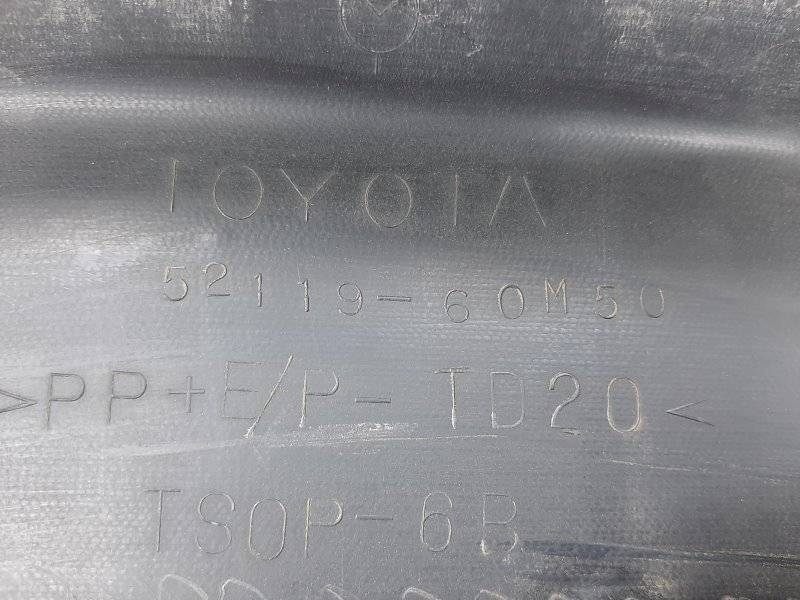 TOYOTA
52119-60M50
>PP+E/P-TD20<
TSOP-6B